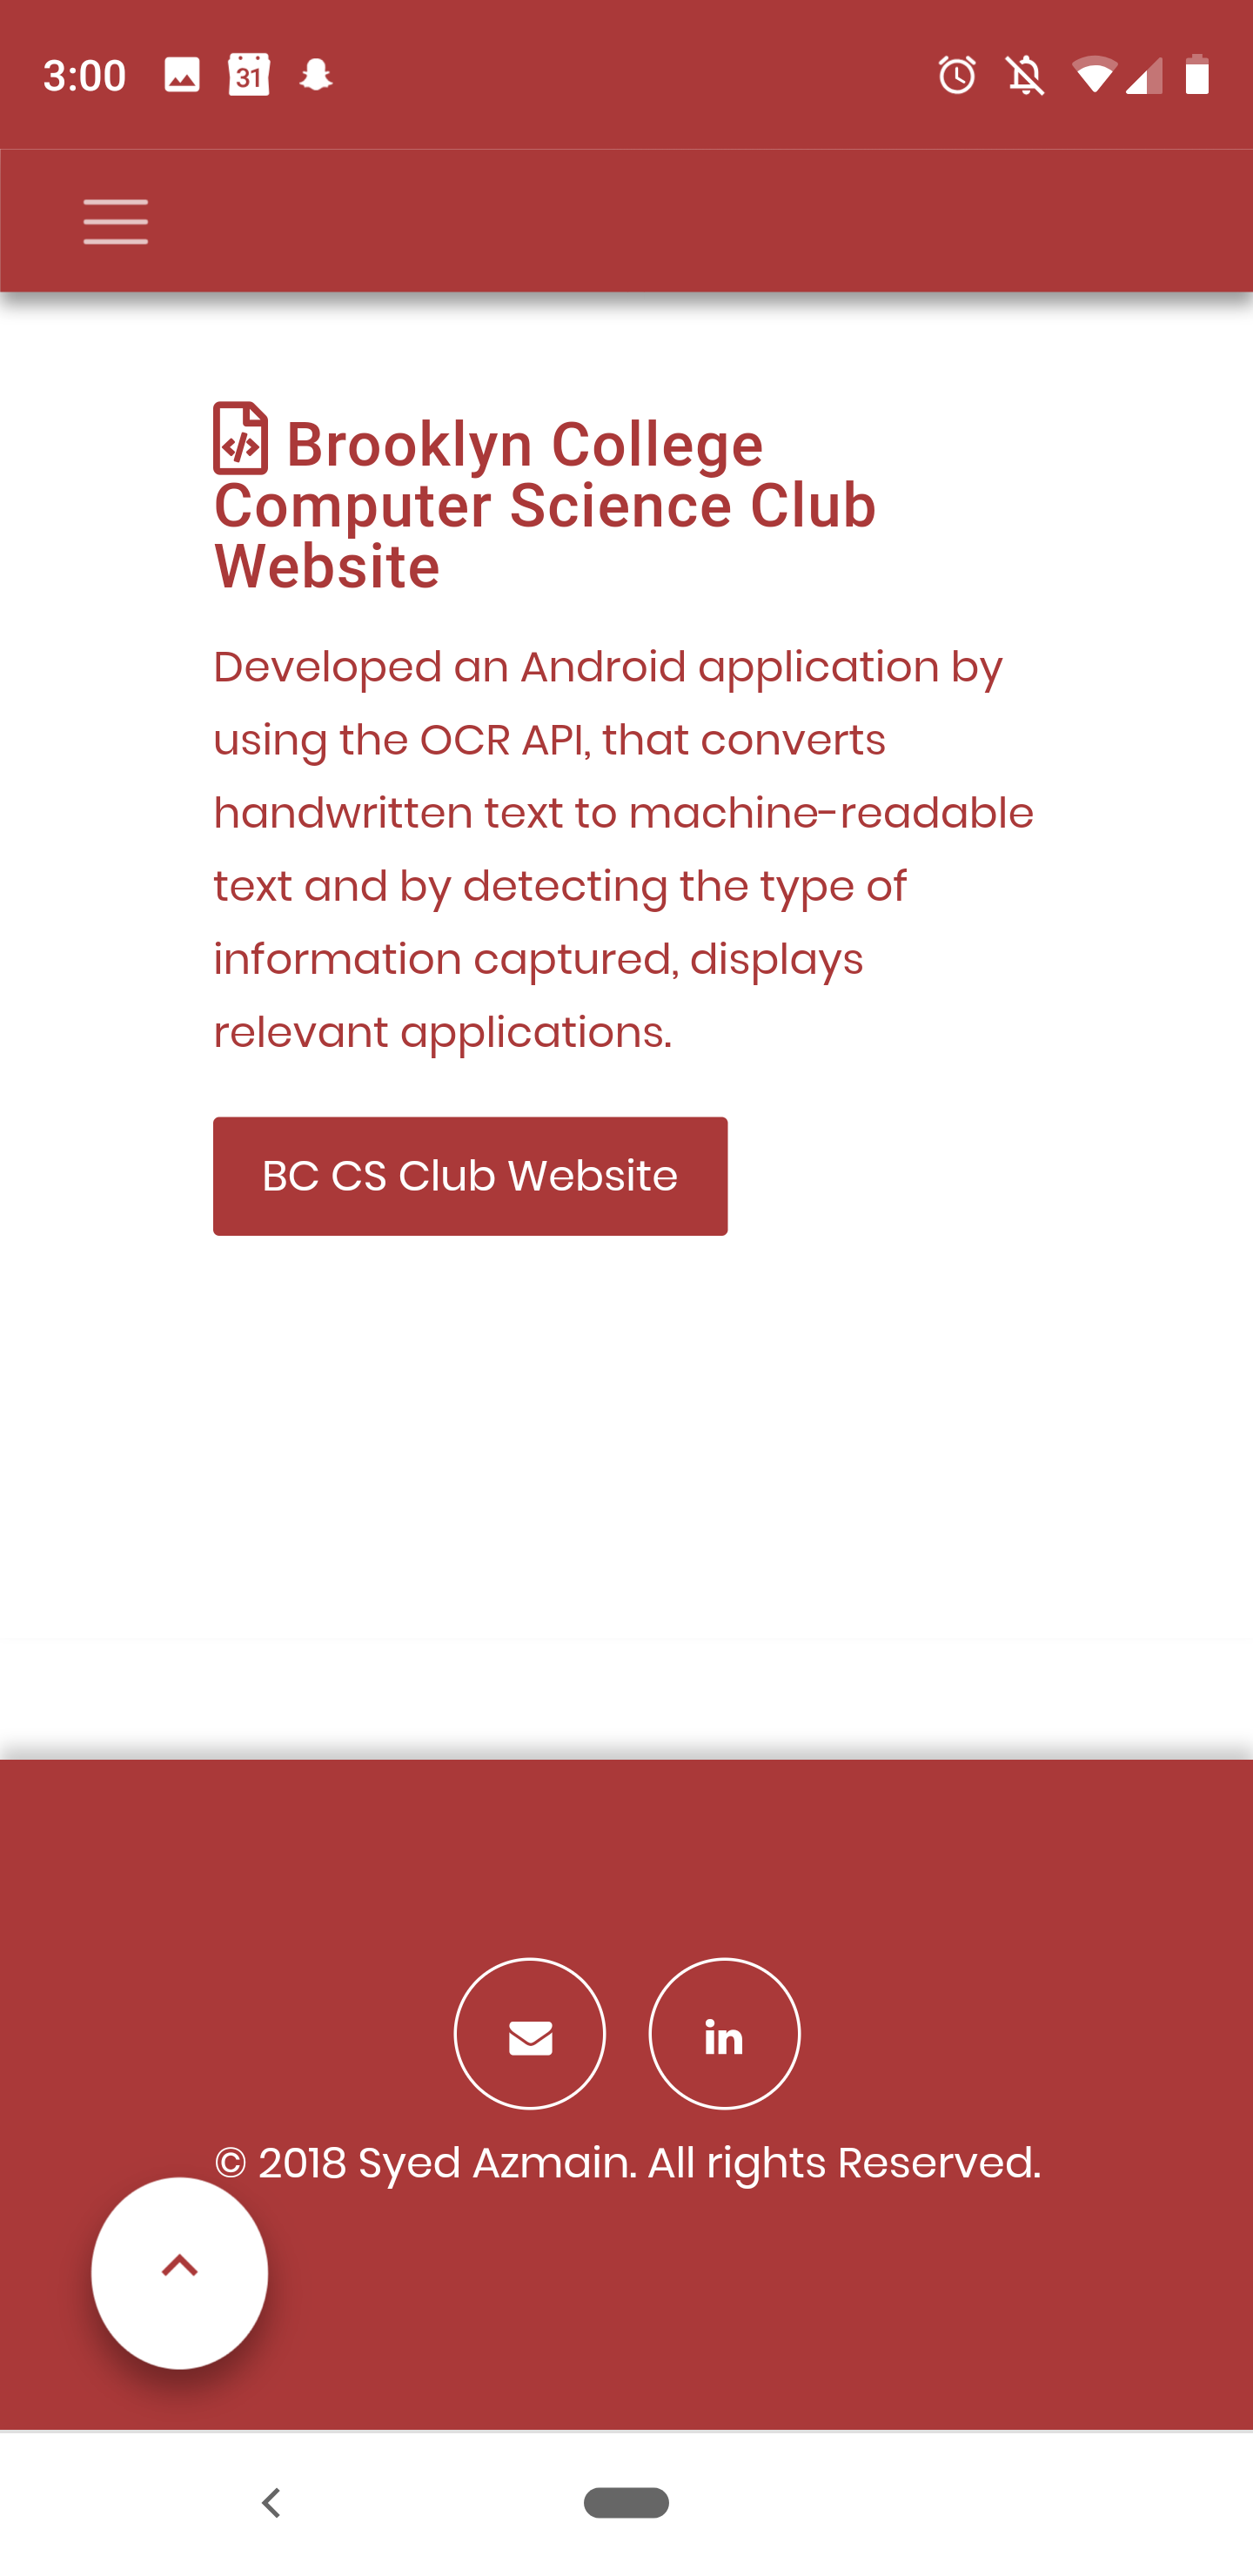 3:00
31
Brooklyn College
Computer Science Club
Website
Developed an Android application by
using the OCR API, that converts
handwritten text to machine-readable
text and by detecting the type of
information captured, displays
relevant applications.
BC CS Club Website
in
© 2018 Syed Azmain. All rights Reserved.